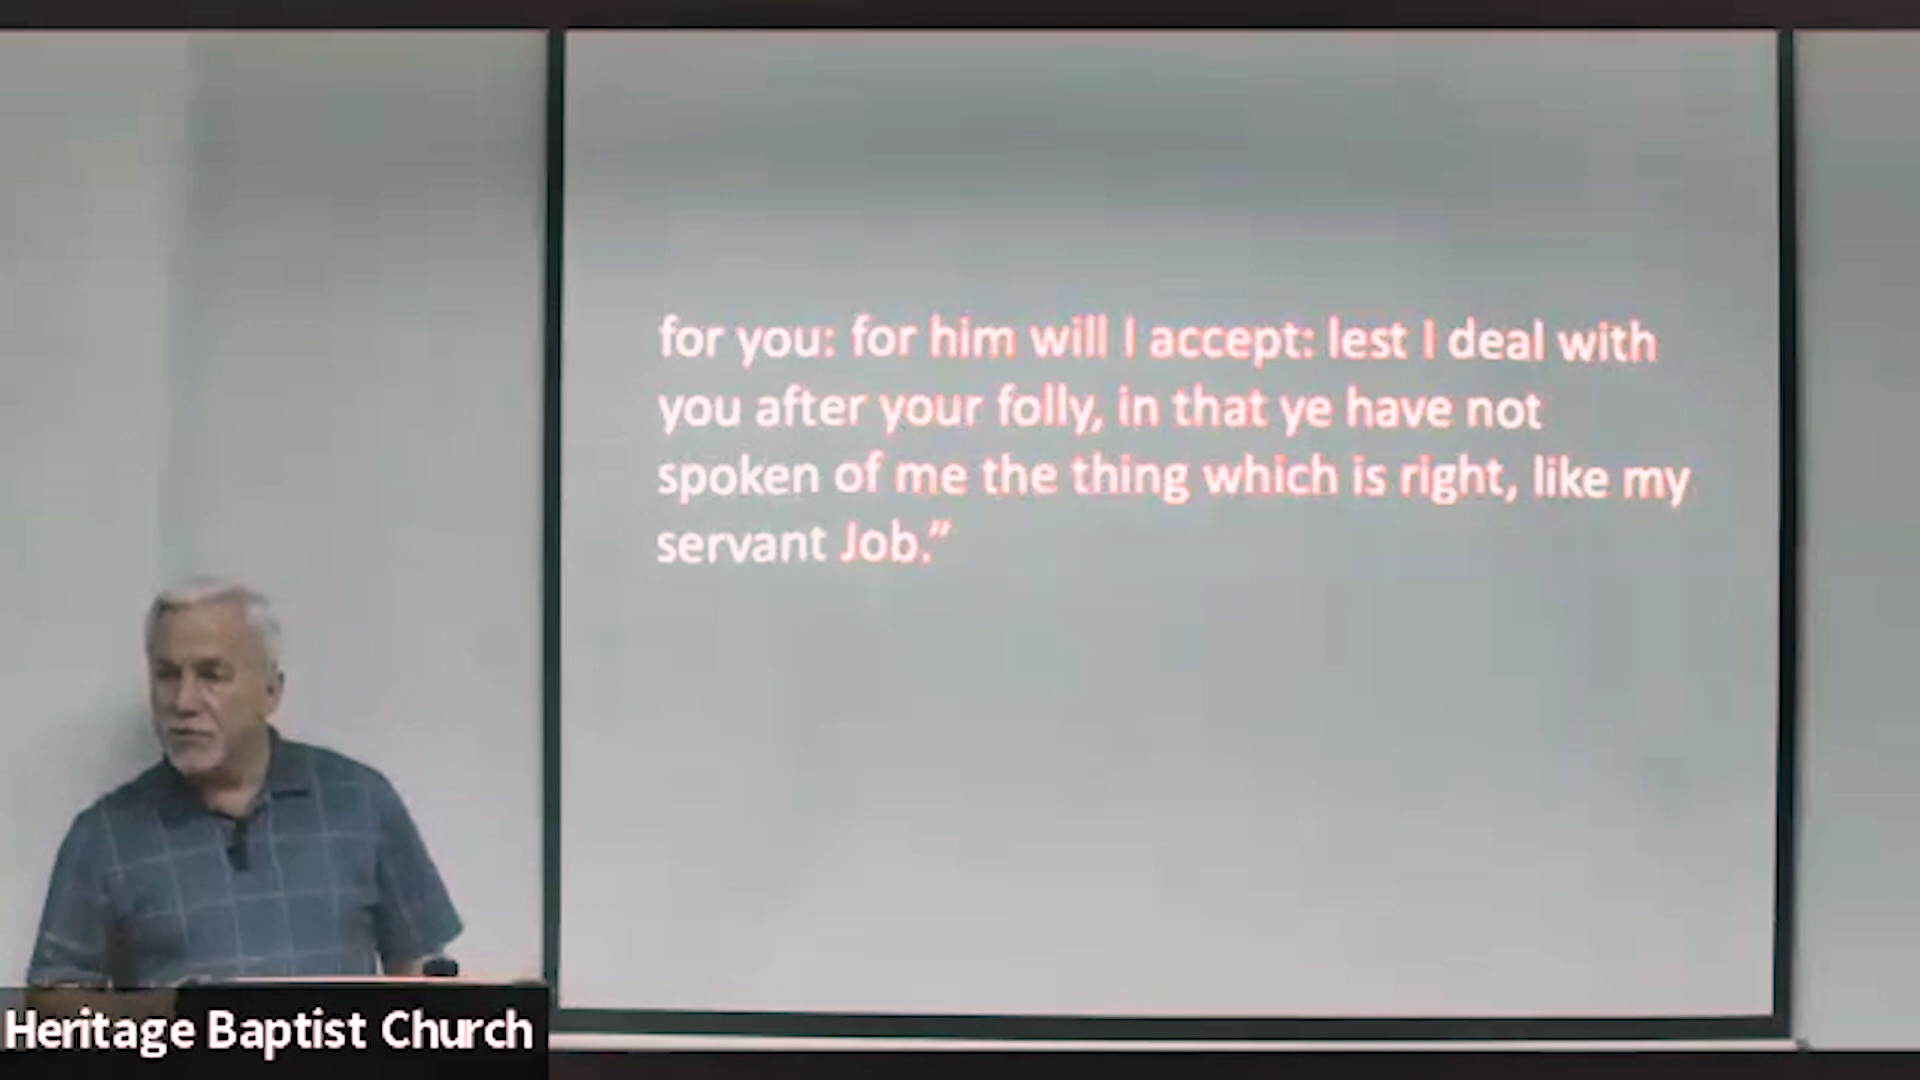 for you: for him will I accept: lest I deal with
you after your folly, in that ye have not
spoken of me the thing which is right, like my
servant Job.”
Heritage Baptist Church